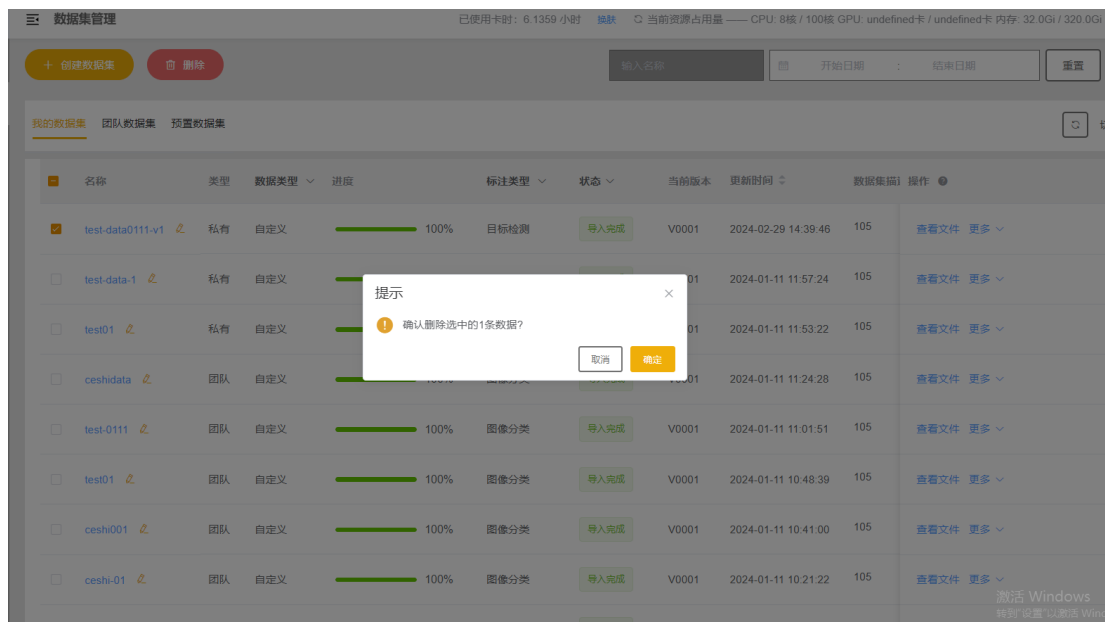 数据集管理 已使用卡时：6.1359 小时 换肤 当前资源占用量 —— CPU: 8核 / 100核 GPU: undefined卡 / undefined卡 内存: 32.0Gi / 320.0Gi
创建数据集 删除 输入名称 开始日期 : 结束日期 重置
我的数据集 团队数据集 预置数据集
名称 类型 数据类型 进度 标注类型 状态 当前版本 更新时间 数据集描 操作
test-data0111-v1 私有 自定义 100% 目标检测 导入完成 V0001 2024-02-29 14:39:46 105 查看文件 更多
test-data-1 私有 自定义 01 2024-01-11 11:57:24 105 查看文件 更多
提示
test01 私有 自定义 01 2024-01-11 11:53:22 105 查看文件 更多
确认删除选中的1条数据?
取消 确定
ceshidata 团队 自定义 2024-01-11 11:24:28 105 查看文件 更多
test-0111 团队 自定义 100% 图像分类 导入完成 V0001 2024-01-11 11:01:51 105 查看文件 更多
test01 团队 自定义 100% 图像分类 导入完成 V0001 2024-01-11 10:48:39 105 查看文件 更多
ceshi001 团队 自定义 100% 图像分类 导入完成 V0001 2024-01-11 10:41:00 105 查看文件 更多
ceshi-01 团队 自定义 100% 图像分类 导入完成 V0001 2024-01-11 10:21:22 105 查看文件 更多
激活 Windows
转到"设置"以激活 Win